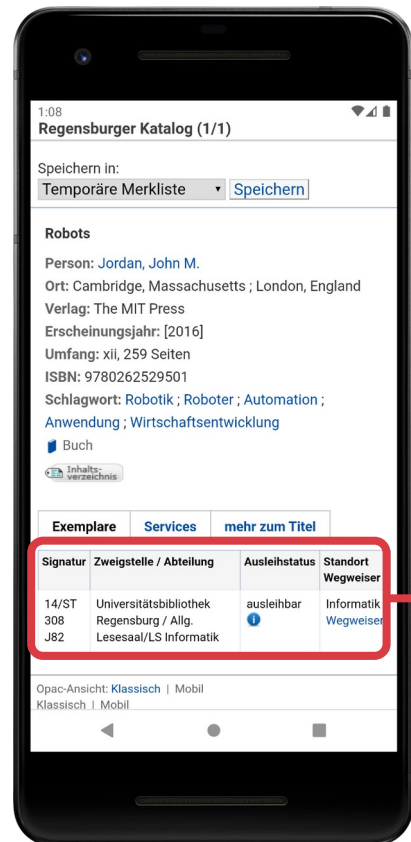 1:08
Regensburger Katalog (1/1)
Speichern in:
Temporäre Merkliste Speichern
Robots
Person: Jordan, John M.
Ort: Cambridge, Massachusetts ; London, England
Verlag: The MIT Press
Erscheinungsjahr: [2016]
Umfang: xii, 259 Seiten
ISBN: 9780262529501
Schlagwort: Robotik ; Roboter ; Automation ;
Anwendung ; Wirtschaftsentwicklung
Buch
Inhalts-
verzeichnis
Exemplare Services mehr zum Titel
Signatur Zweigstelle / Abteilung Ausleihstatus Standort
Wegweiser
14/ST Universitätsbibliothek ausleihbar Informatik
308 Regensburg / Allg. Wegweiser
J82 Lesesaal/LS Informatik
Opac-Ansicht: Klassisch | Mobil
Klassisch | Mobil